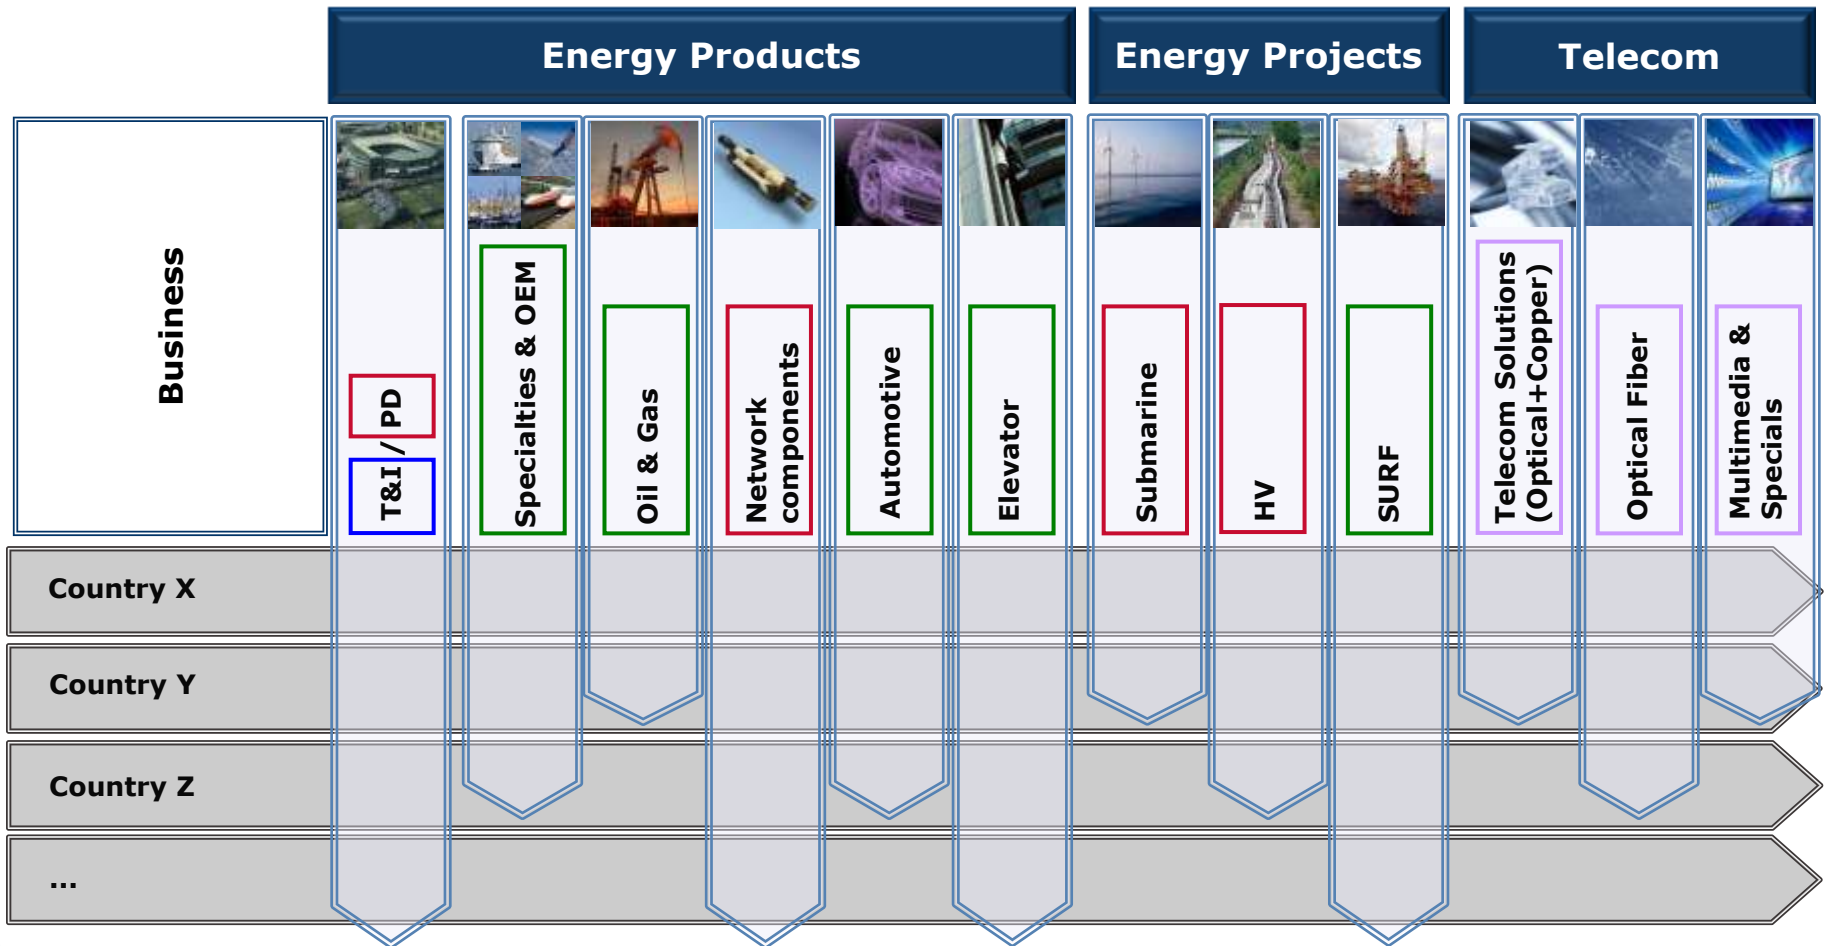 Energy Products
Energy Projects
Telecom
Business
T&I / PD
Specialties & OEM
Oil & Gas
Network
components
Automotive
Elevator
Submarine
HV
SURF
Telecom Solutions
(Optical+Copper)
Optical Fiber
Multimedia &
Specials
Country X
Country Y
Country Z
...